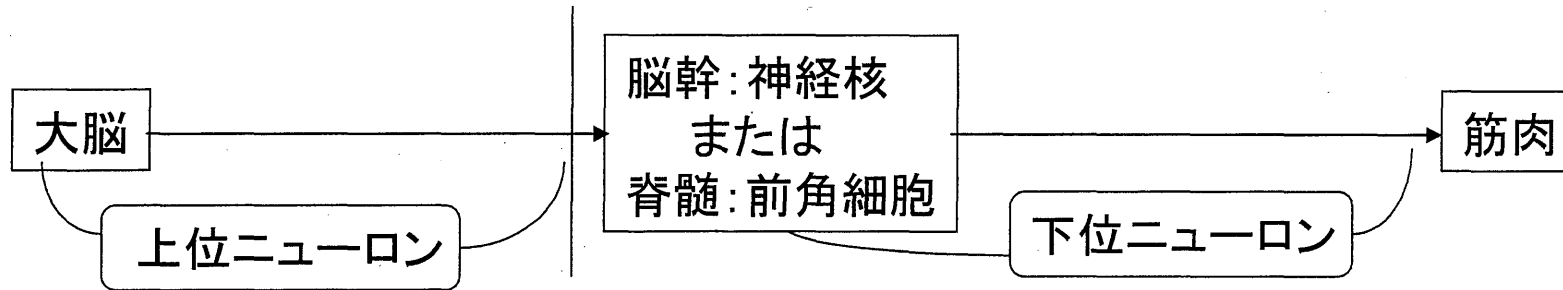 大脳
脳幹:神経核
または
脊髄:前角細胞
筋肉
上位ニューロン
下位ニューロン